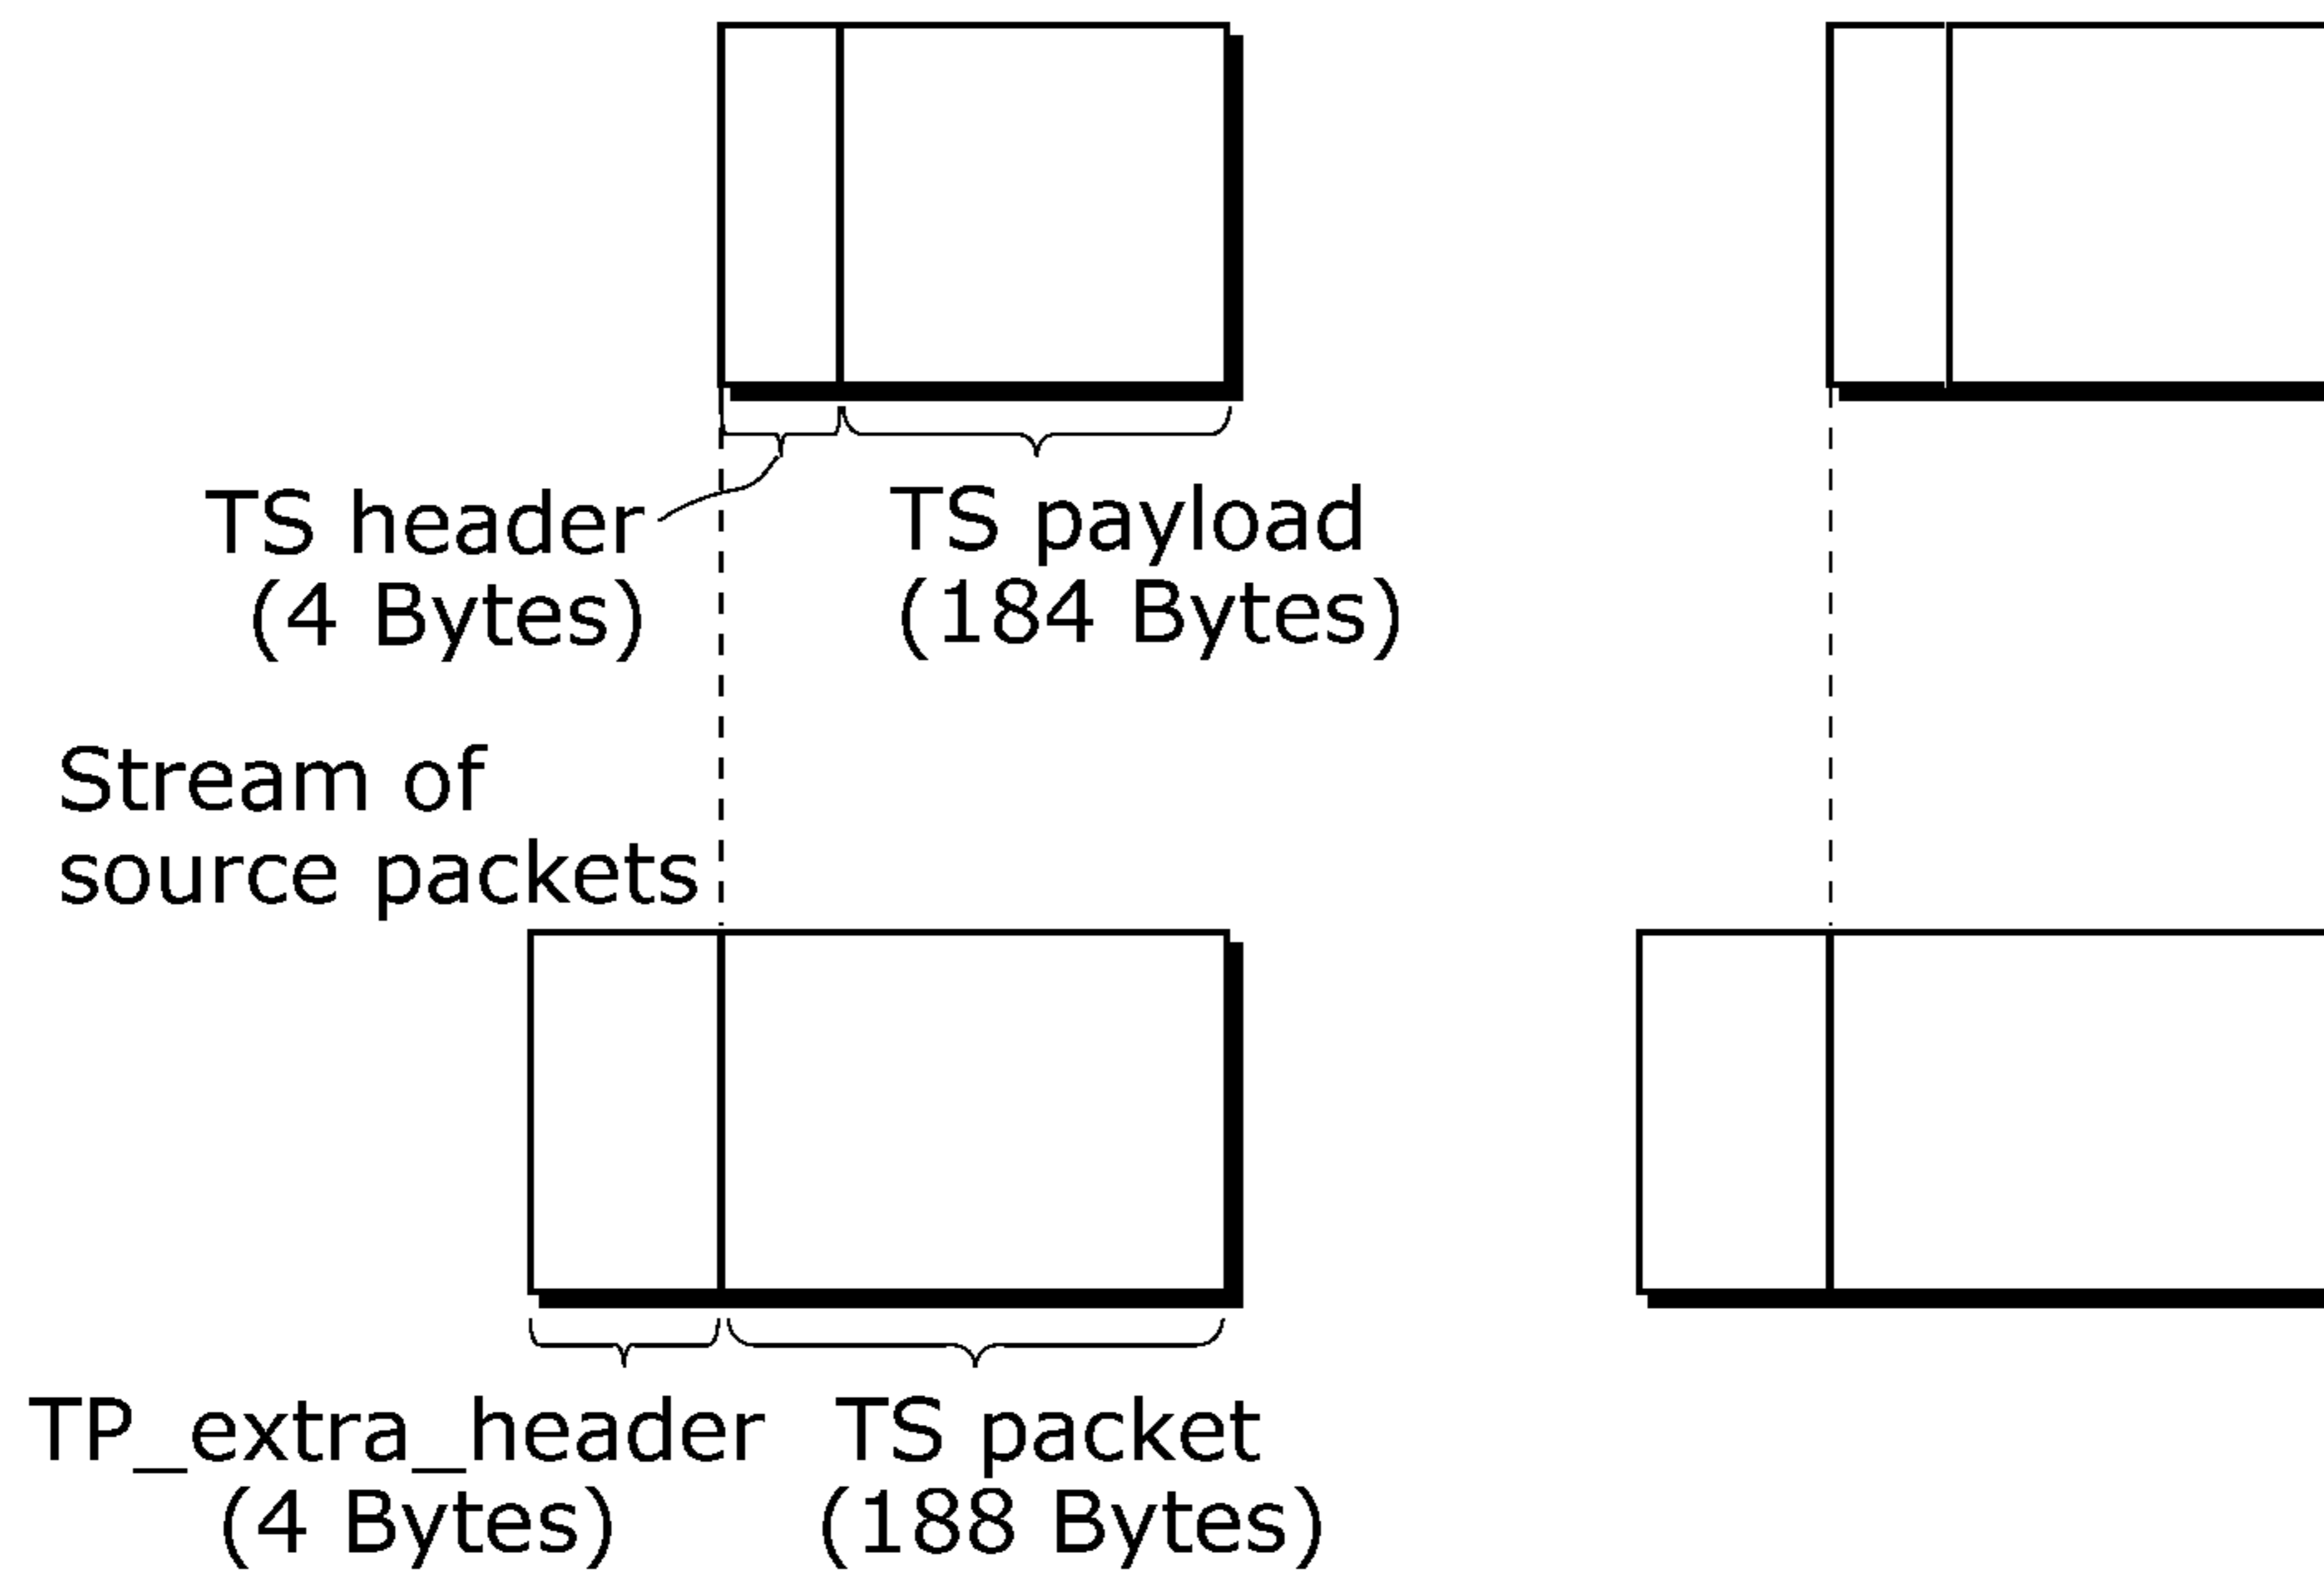 TS header
(4 Bytes)
TS payload
(184 Bytes)
Stream of
source packets
TP_extra_header
(4 Bytes)
TS packet
(188 Bytes)